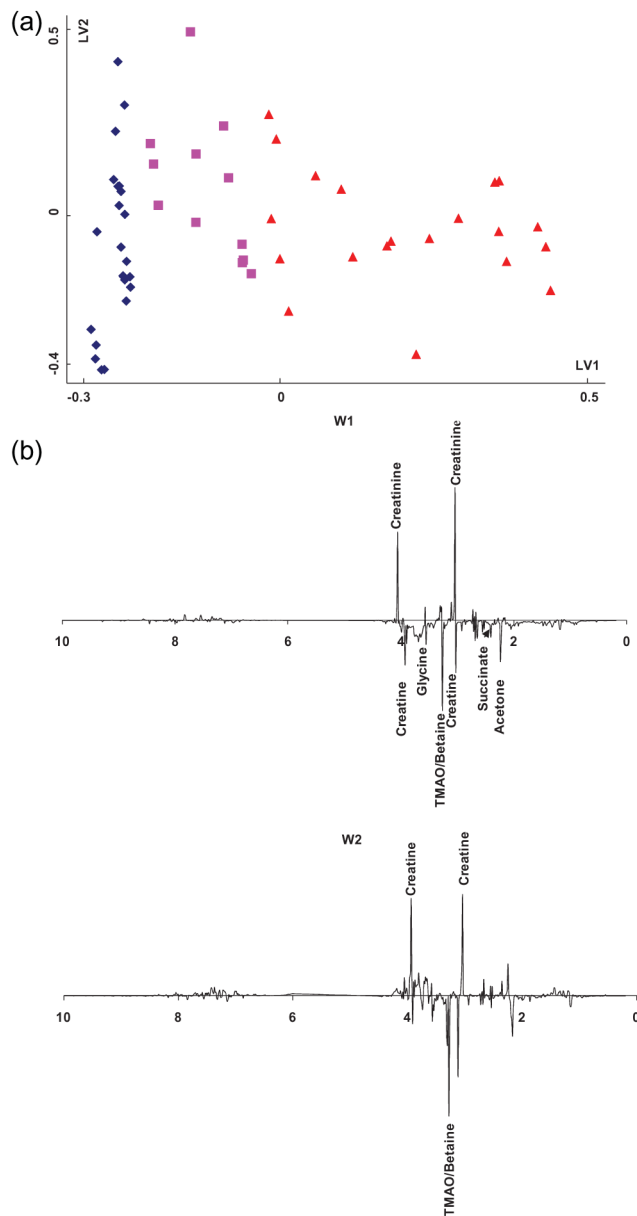 (a)
0.5
LV2
0
-0.4
LV1
-0.3
0
0.5
W1
(b)
Creatinine
Creatinine
10
8
6
4
2
0
Creatine
Glycine
TMAO/Betaine
Creatine
Succinate
Acetone
W2
Creatine
Creatine
10
8
6
4
2
0
TMAO/Betaine